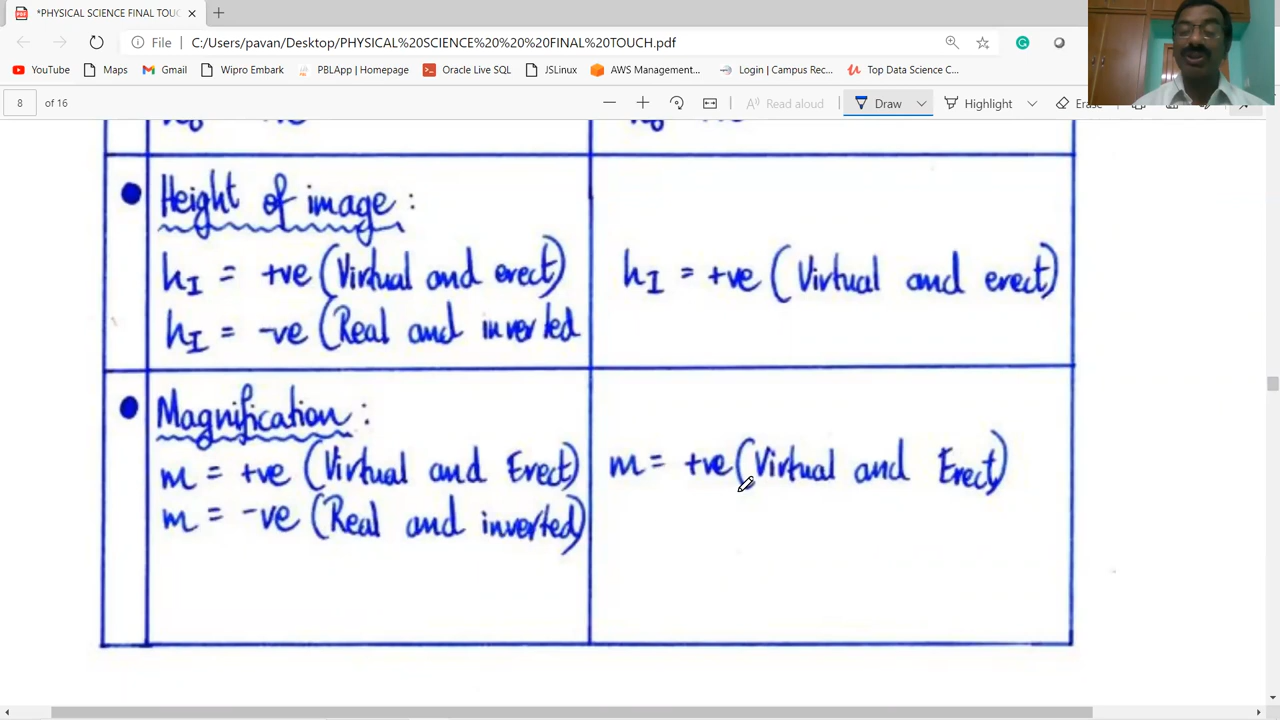 *PHYSICAL SCIENCE FINAL TOUC
File C:/Users/pavan/Desktop/PHYSICAL%20SCIENCE%20%20%20FINAL%20TOUCH.pdf
YouTube Maps Gmail Wipro Embark PBLApp | Homepage Oracle Live SQL JSLinux AWS Management... Login | Campus Rec... Top Data Science C...
8 of 16 Read aloud Draw Highlight Erase
Height of image :
hI = +ve (Virtual and erect)
hI = +ve (Virtual and erect)
hI = -ve (Real and inverted
Magnification :
m = +ve (Virtual and Erect)
m = +ve (Virtual and Erect)
m = -ve (Real and inverted)